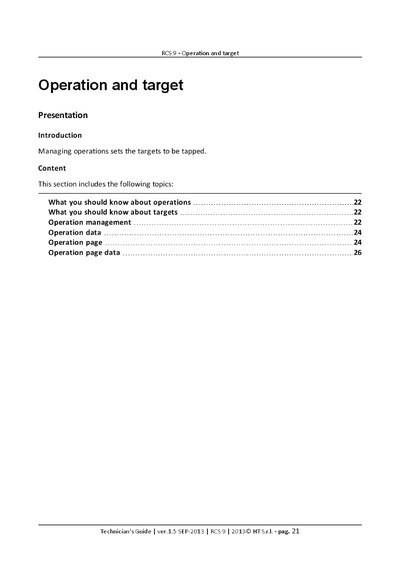 RCS 9 - Operation and target
Operation and target
Presentation
Introduction
Managing operations sets the targets to be tapped.
Content
This section includes the following topics:
What you should know about operations ........................................ 22
What you should know about targets ........................................ 22
Operation management ........................................ 22
Operation data ........................................ 24
Operation page ........................................ 24
Operation page data ........................................ 26
Technician's Guide | ver.1.5 SEP-2013 | RCS 9 | 2013© HT S.r.l. - pag. 21